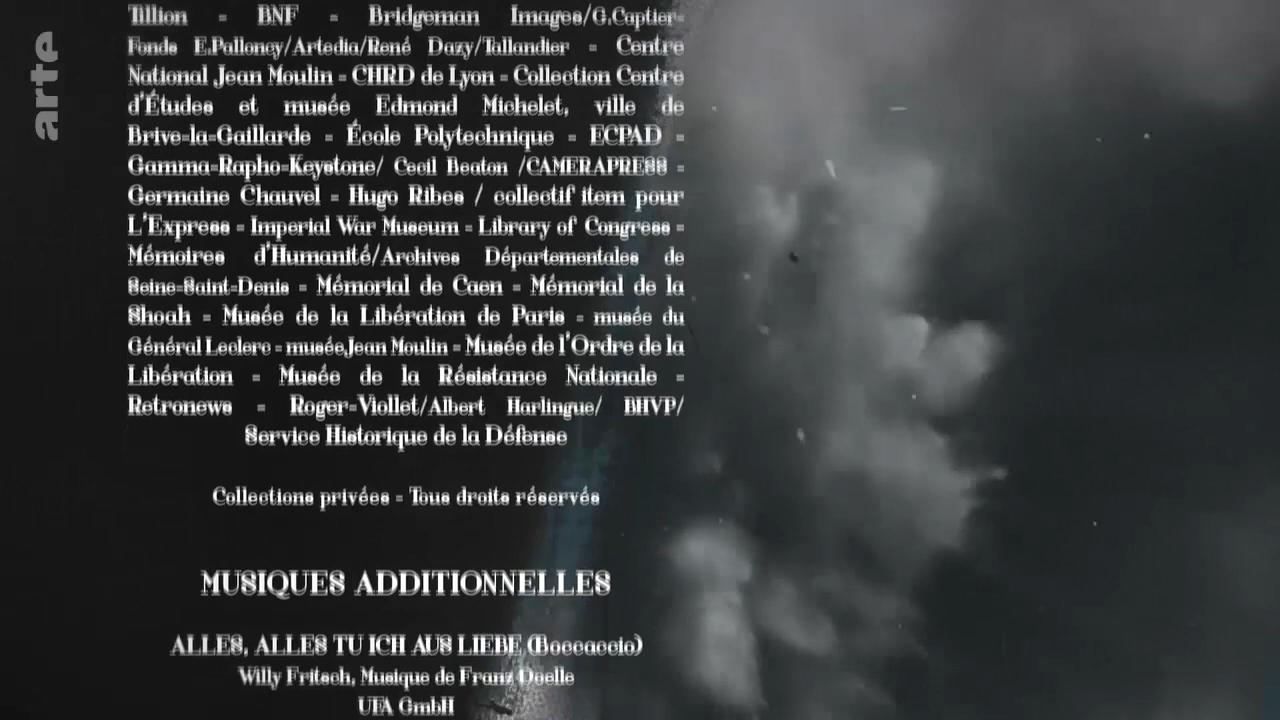 arte
Tillion - BNF - Bridgeman Images/G.Captier-
Fonds E.Palloncy/Artedia/René Dazy/Tallandier - Centre
National Jean Moulin - CHRD de Lyon - Collection Centre
d'Études et musée Edmond Michelet, ville de
Brive-la-Gaillarde - École Polytechnique - ECPAD -
Gamma-Rapho-Keystone/ Cecil Beaton /CAMERAPRESS -
Germaine Chauvel - Hugo Ribes / collectif item pour
L'Express - Imperial War Museum - Library of Congress -
Mémoires d'Humanité/Archives Départementales de
Seine-Saint-Denis - Mémorial de Caen - Mémorial de la
Shoah - Musée de la Libération de Paris - musée du
Général Leclerc - musée Jean Moulin - Musée de l'Ordre de la
Libération - Musée de la Résistance Nationale -
Retronews - Roger-Viollet/Albert Harlingue/ BHVP/
Service Historique de la Défense
Collections privées - Tous droits réservés
MUSIQUES ADDITIONNELLES
ALLES, ALLES TU ICH AUS LIEBE (Boccaccio)
Willy Fritsch, Musique de Franz Doelle
UFA GmbH